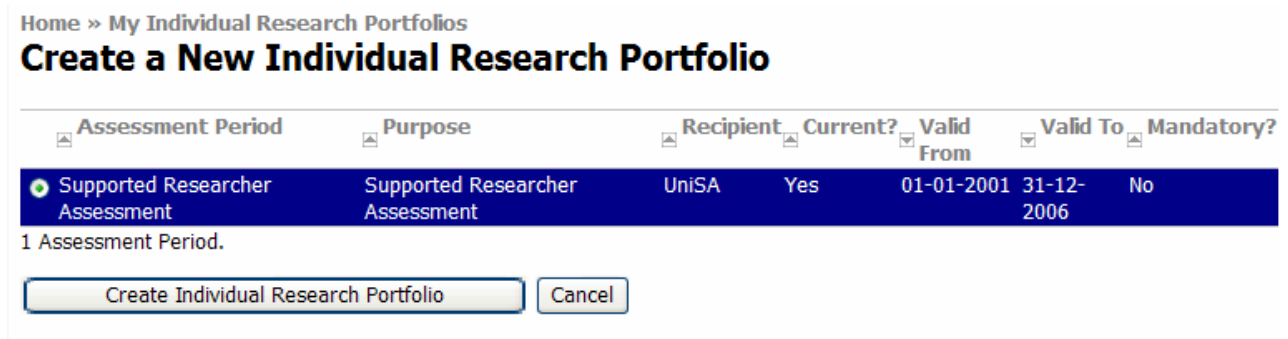 Home » My Individual Research Portfolios
Create a New Individual Research Portfolio
Assessment Period Purpose Recipient Current? Valid From Valid To Mandatory?
Supported Researcher Supported Researcher UniSA Yes 01-01-2001 31-12- No
Assessment Assessment 2006
1 Assessment Period.
Create Individual Research Portfolio Cancel